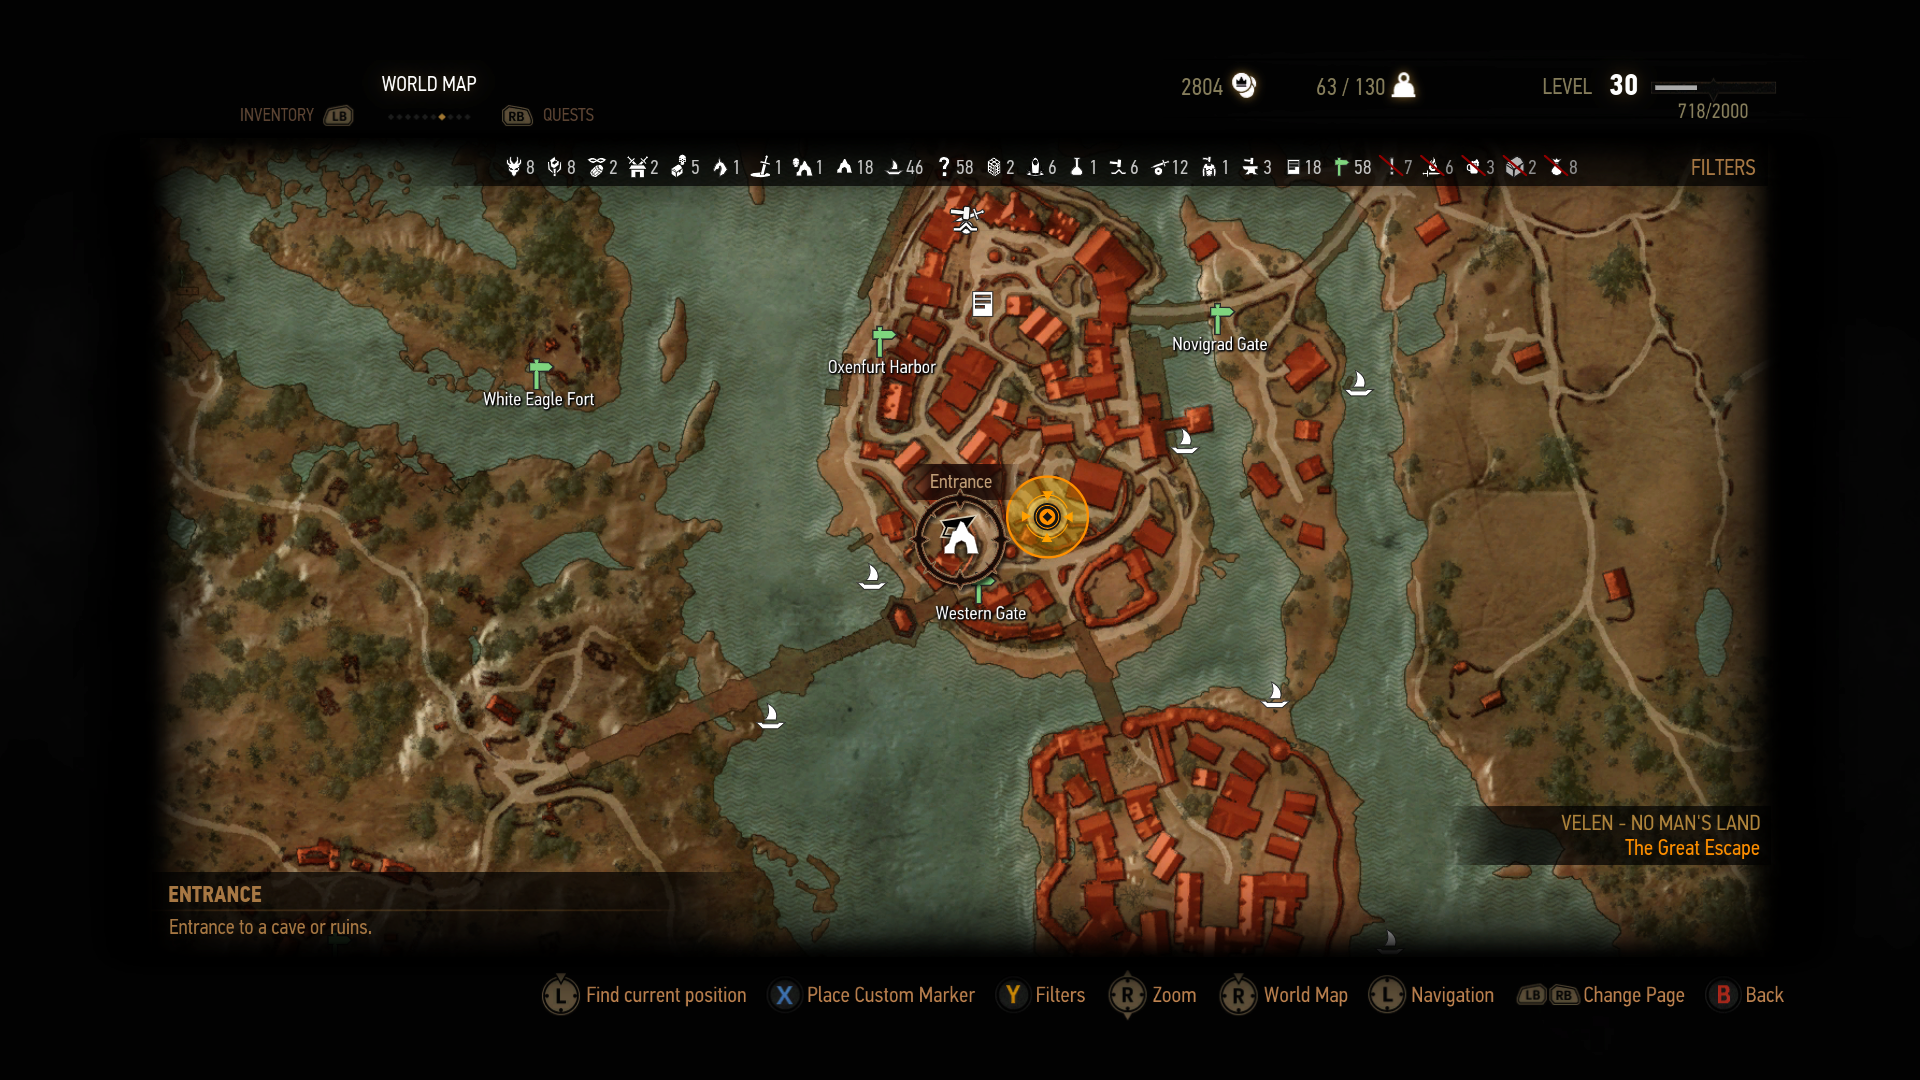 WORLD MAP
INVENTORY LB
RB QUESTS
2804
63 / 130
LEVEL 30
718/2000
8 8 2 2 5 1 1 1 18 46 58 2 6 1 6 12 1 3 18 58 7 6 3 2 8
FILTERS
Novigrad Gate
Oxenfurt Harbor
White Eagle Fort
Entrance
Western Gate
VELEN - NO MAN'S LAND
The Great Escape
ENTRANCE
Entrance to a cave or ruins.
L Find current position X Place Custom Marker Y Filters R Zoom R World Map L Navigation LB RB Change Page B Back